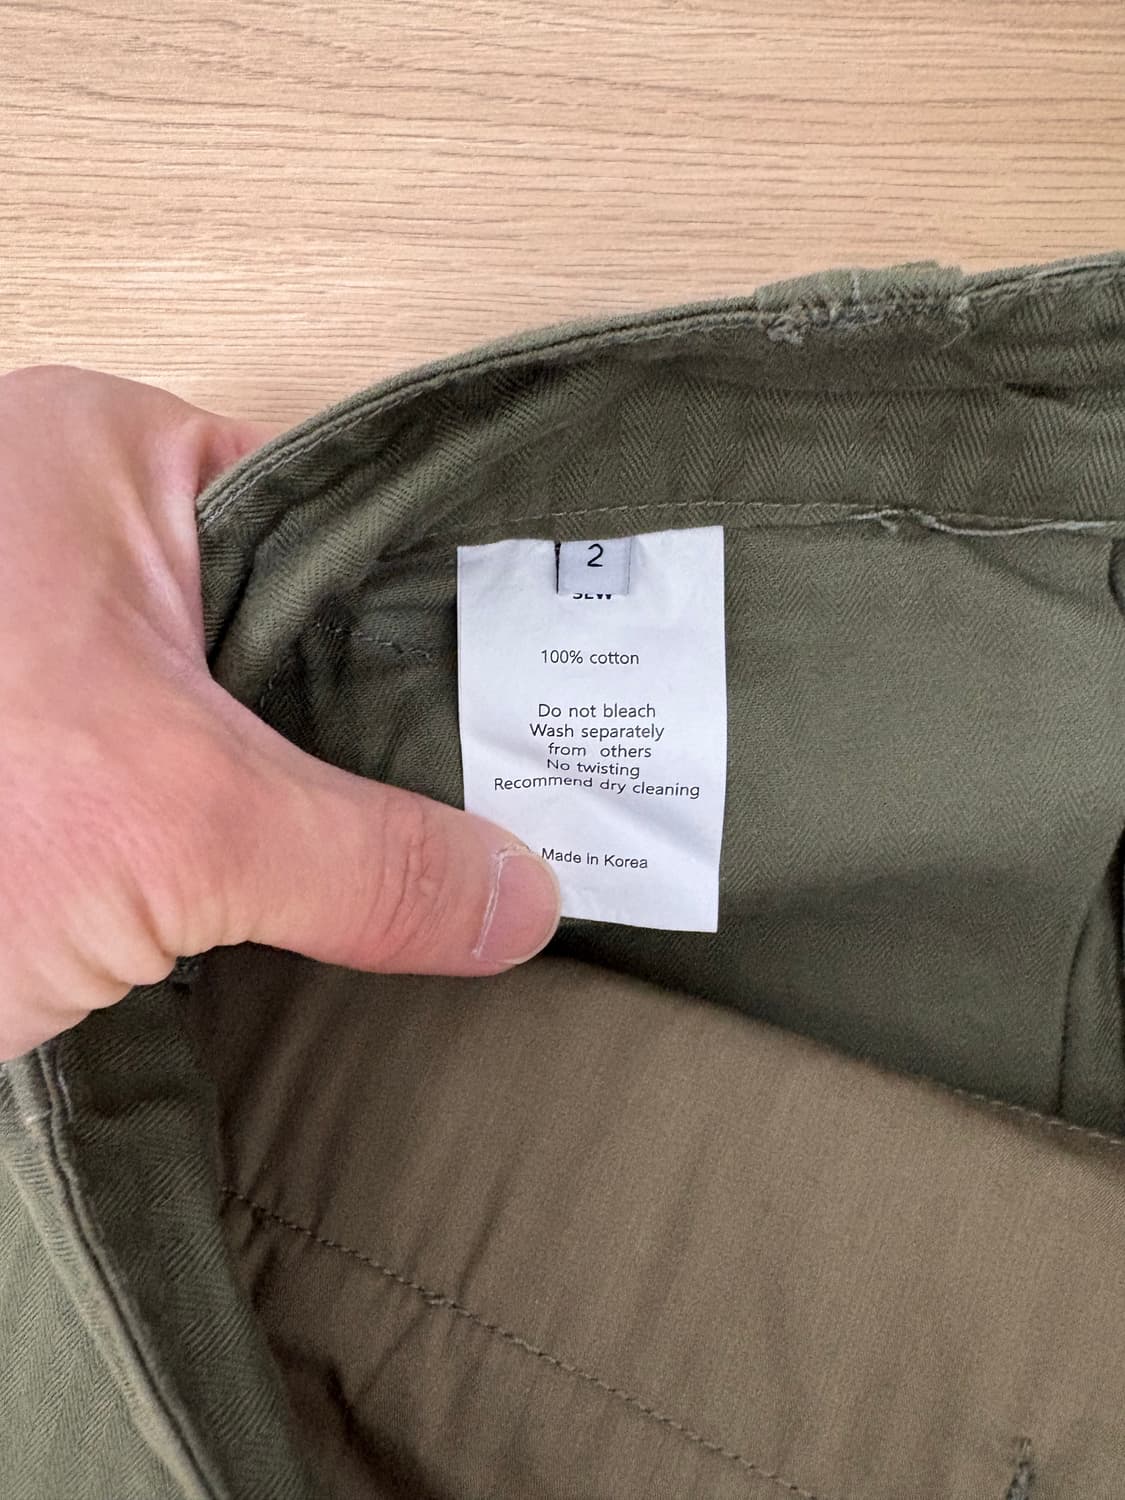 2
100% cotton
Do not bleach
Wash separately
from others
No twisting
Recommend dry cleaning
Made in Korea